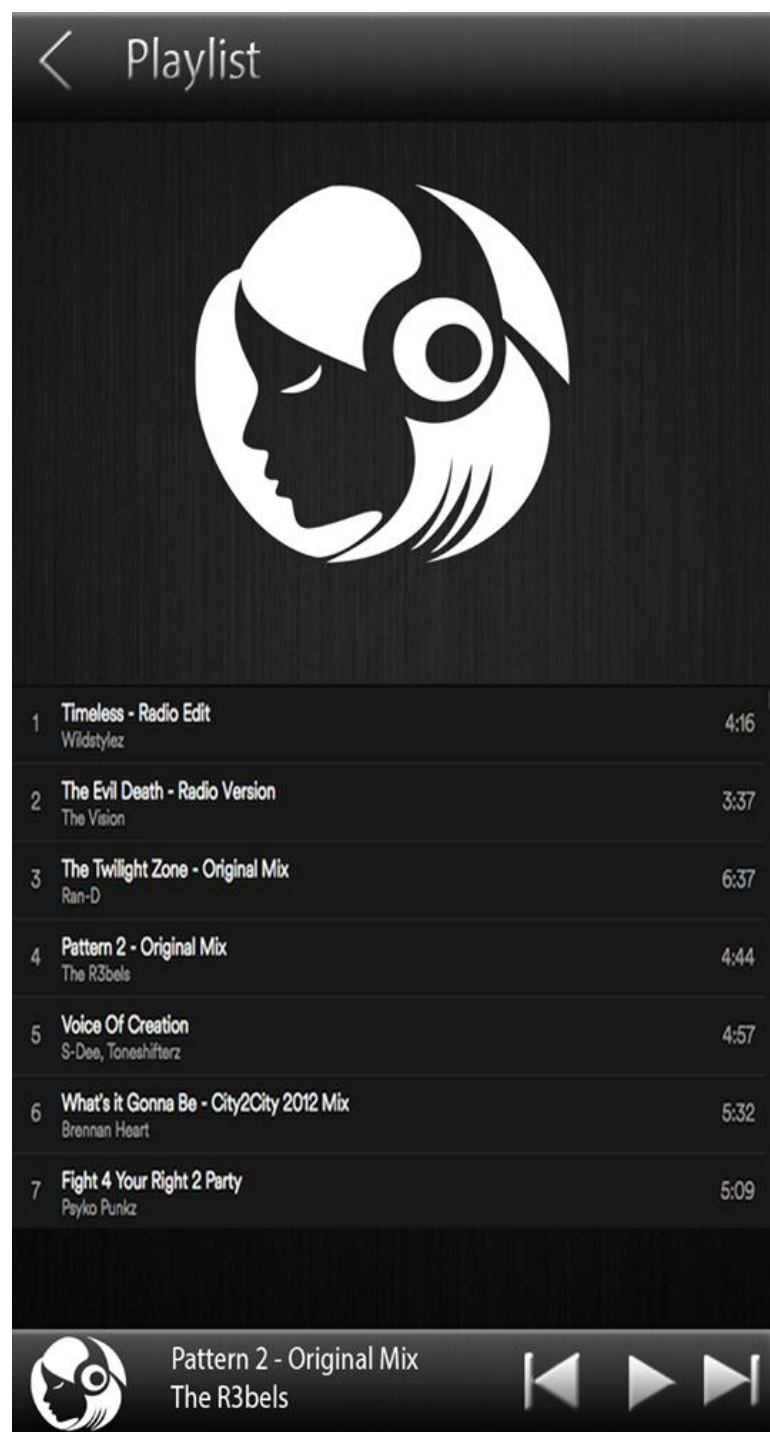 Playlist
1
Timeless - Radio Edit
4:16
Wildstylez
2
The Evil Death - Radio Version
3:37
The Vision
3
The Twilight Zone - Original Mix
6:37
Ran-D
4
Pattern 2 - Original Mix
4:44
The R3bels
5
Voice Of Creation
4:57
S-Dee, Toneshifterz
6
What's it Gonna Be - City2City 2012 Mix
5:32
Brennan Heart
7
Fight 4 Your Right 2 Party
5:09
Psyko Punkz
Pattern 2 - Original Mix
The R3bels